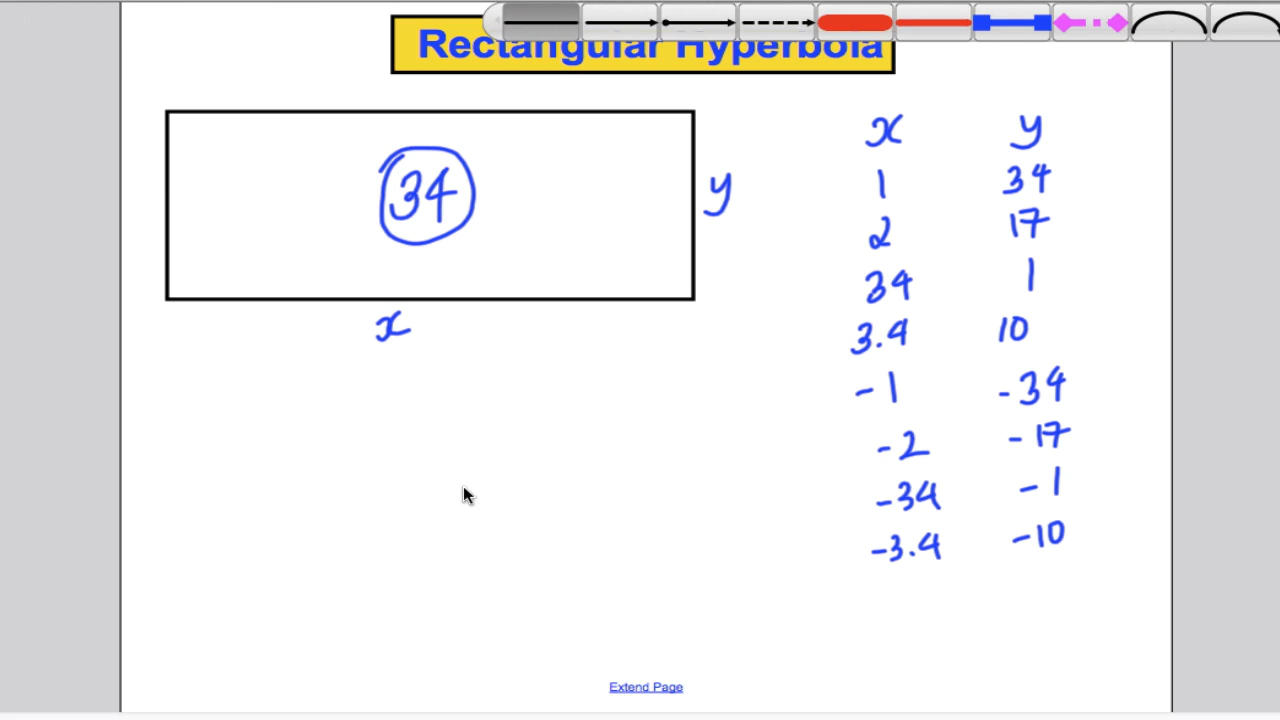 Rectangular Hyperbola
34
y
x
x y
1 34
2 17
34 1
3.4 10
-1 -34
-2 -17
-34 -1
-3.4 -10
Extend Page